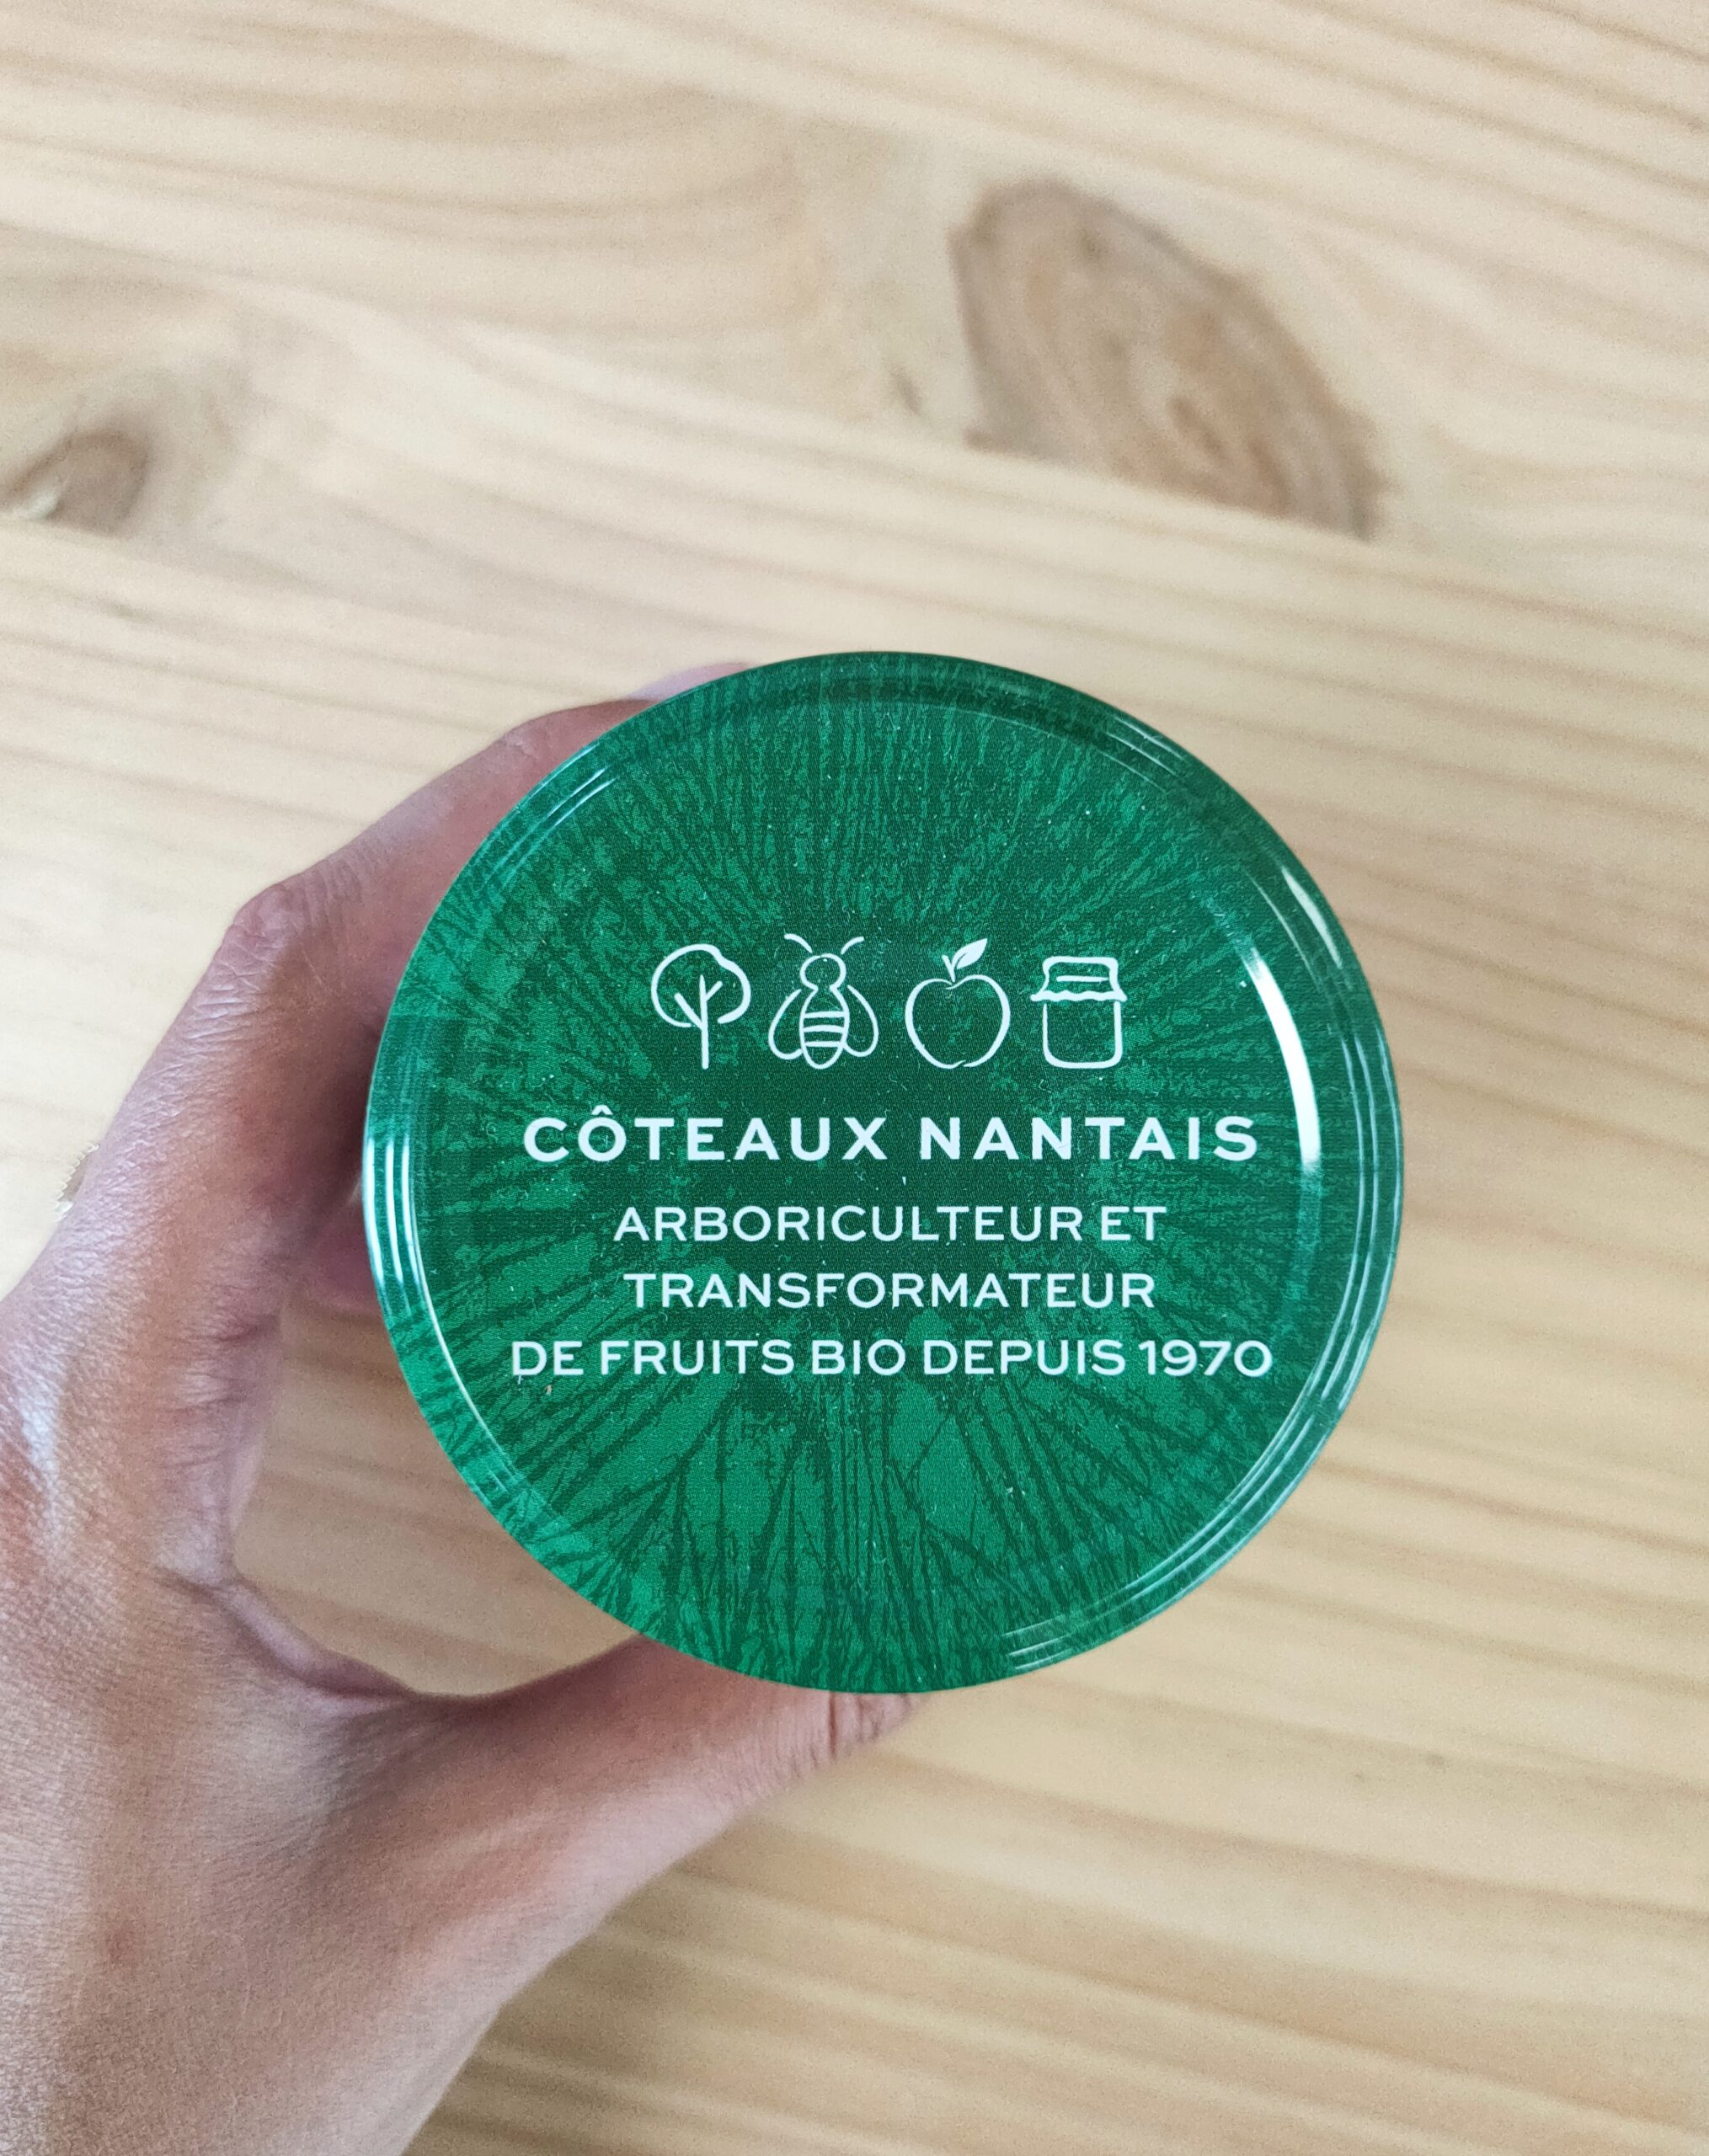 CÔTEAUX NANTAIS
ARBORICULTEUR ET
TRANSFORMATEUR
DE FRUITS BIO DEPUIS 1970